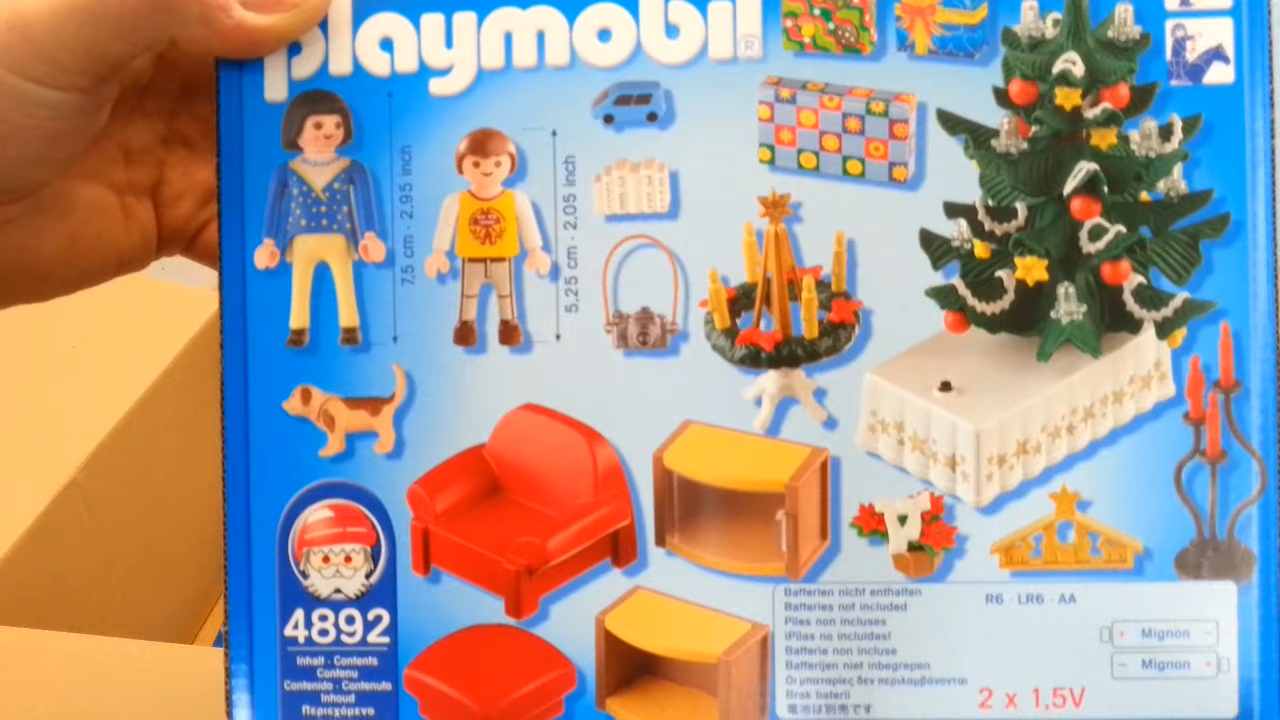 playmobil®
7,5 cm · 2,95 inch
5,25 cm · 2,05 inch
4892
Inhalt · Contents
Contenu
Contenido · Contenuto
Inhoud
Περιεχόμενο
Batterien nicht enthalten
Batteries not included
Piles non incluses
¡Pilas no incluidas!
Batterie non incluse
Batterijen niet inbegrepen
Οι μπαταρίες δεν περιλαμβάνονται
Brak baterii
電池は別売です
R6 · LR6 · AA
+ Mignon −
− Mignon +
2 x 1,5V